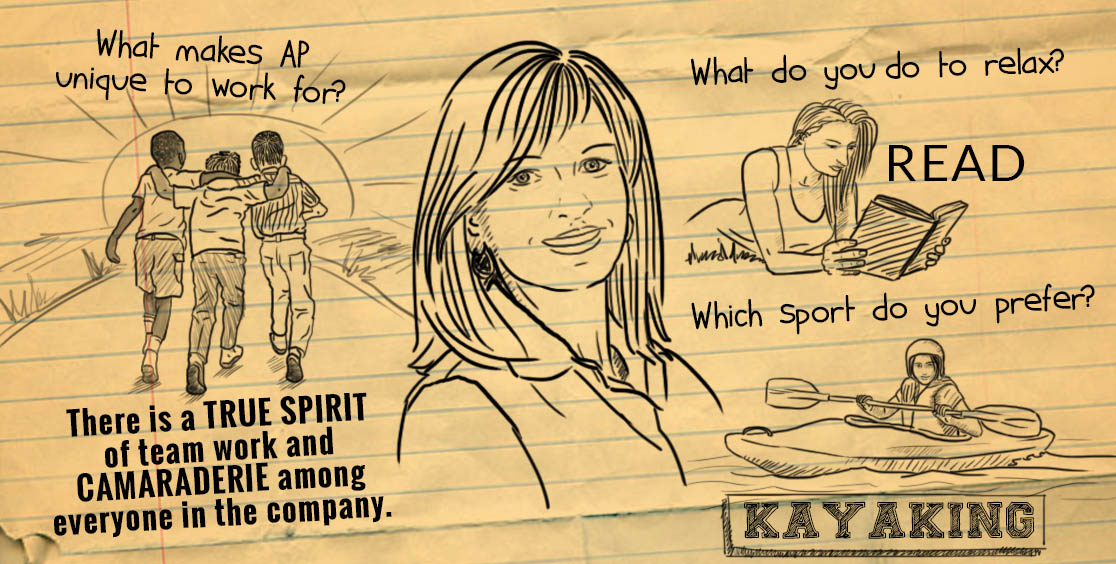 What makes AP
unique to work for?
There is a TRUE SPIRIT
of team work and
CAMARADERIE among
everyone in the company.
What do you do to relax?
READ
Which Sport do you prefer?
KAYAKING